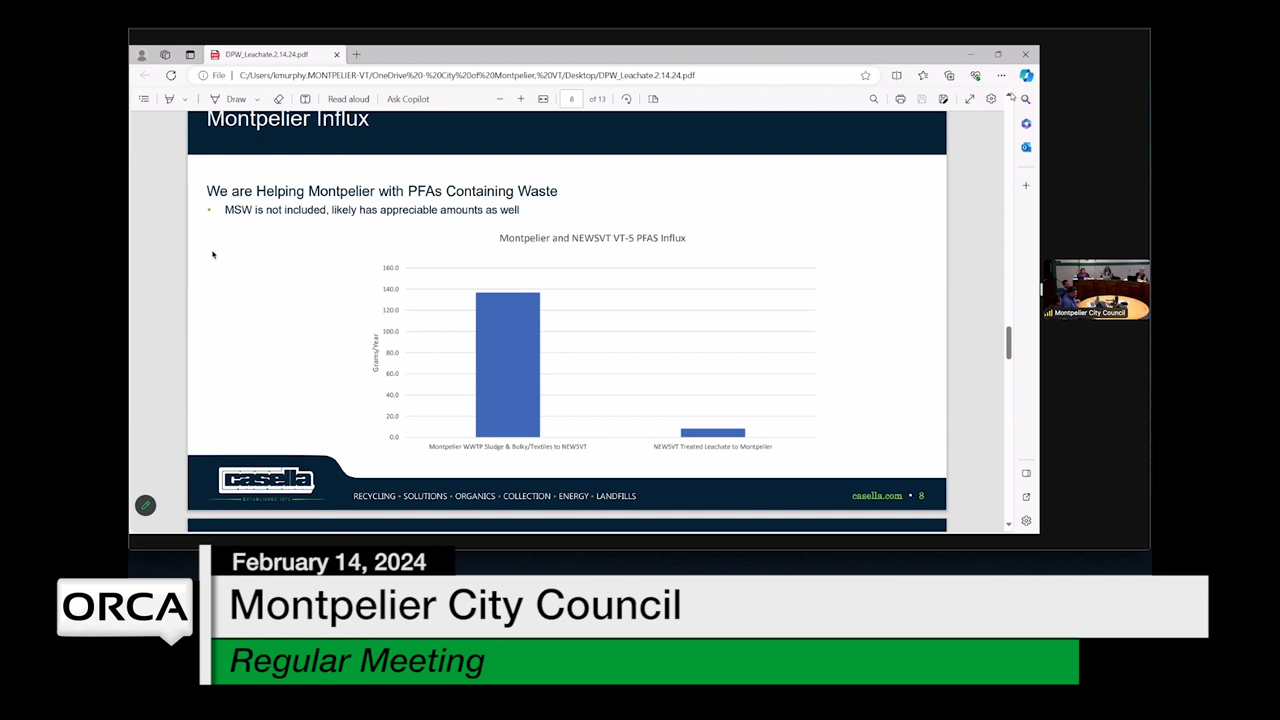 DPW_Leachate.2.14.24.pdf
File
C:/Users/kmurphy.MONTPELIER-VT/OneDrive%20-%20City%20of%20Montpelier,%20VT/Desktop/DPW_Leachate.2.14.24.pdf
Draw
Read aloud
Ask Copilot
8 of 13
Montpelier Influx
We are Helping Montpelier with PFAs Containing Waste
• MSW is not included, likely has appreciable amounts as well
Montpelier and NEWSVT VT-5 PFAS Influx
160.0
140.0
120.0
100.0
80.0
60.0
40.0
20.0
0.0
Grams/Year
Montpelier WWTP Sludge & Bulky/Textiles to NEWSVT
NEWSVT Treated Leachate to Montpelier
casella
ESTABLISHED 1975
RECYCLING • SOLUTIONS • ORGANICS • COLLECTION • ENERGY • LANDFILLS
casella.com • 8
Montpelier City Council
February 14, 2024
ORCA
Montpelier City Council
Regular Meeting